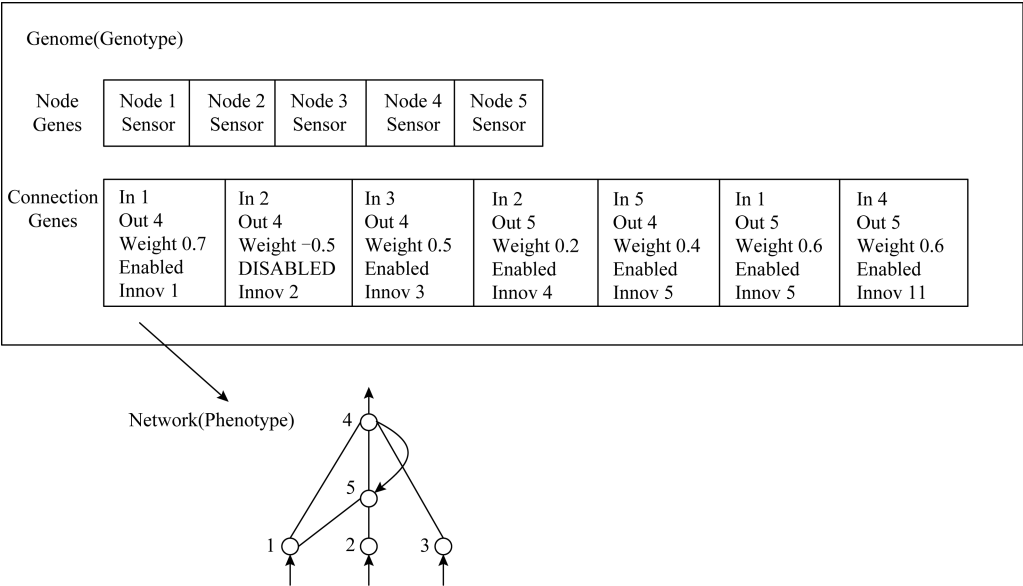 Genome(Genotype)
Node Genes
Node 1 Sensor
Node 2 Sensor
Node 3 Sensor
Node 4 Sensor
Node 5 Sensor
Connection Genes
In 1
Out 4
Weight 0.7
Enabled
Innov 1
In 2
Out 4
Weight −0.5
DISABLED
Innov 2
In 3
Out 4
Weight 0.5
Enabled
Innov 3
In 2
Out 5
Weight 0.2
Enabled
Innov 4
In 5
Out 4
Weight 0.4
Enabled
Innov 5
In 1
Out 5
Weight 0.6
Enabled
Innov 5
In 4
Out 5
Weight 0.6
Enabled
Innov 11
Network(Phenotype)
4
5
1
2
3